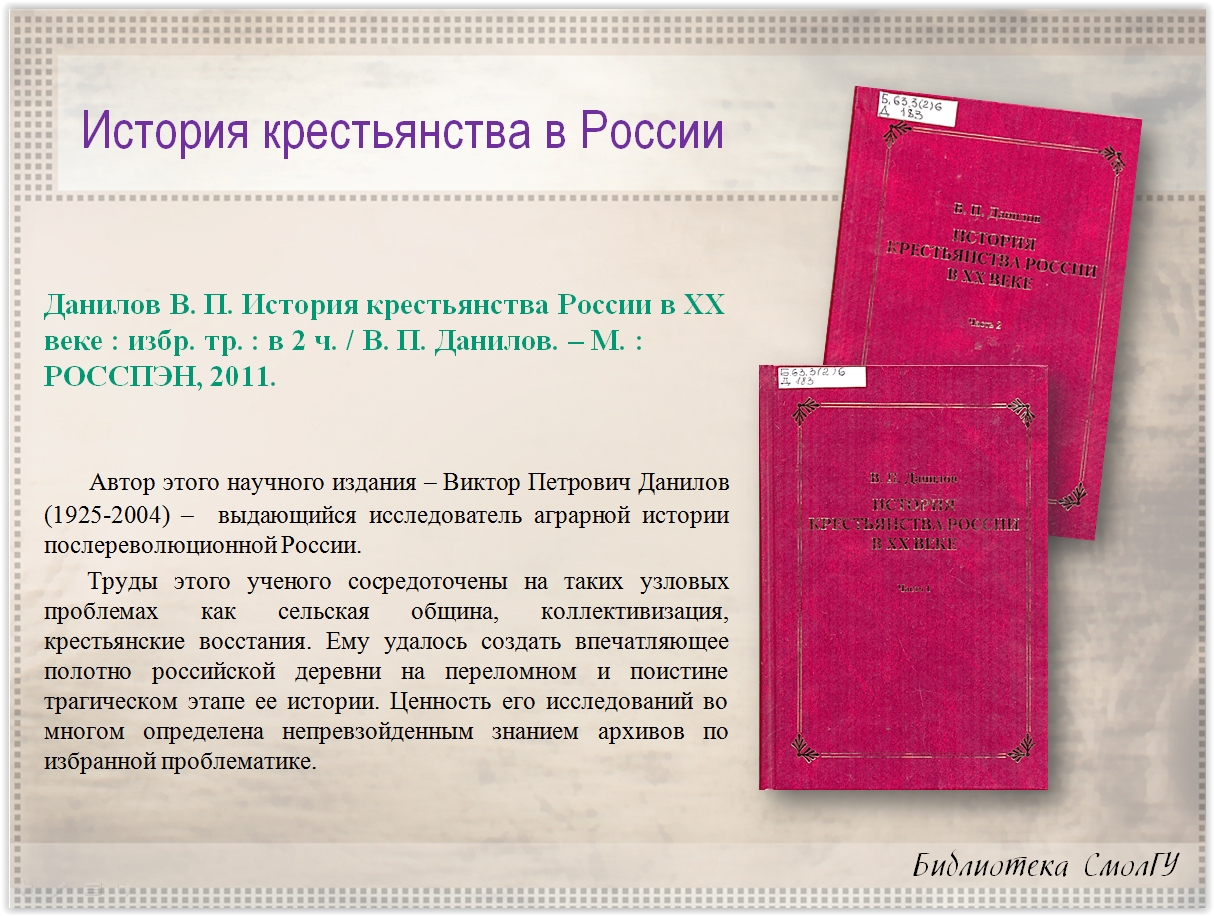 История крестьянства в России
Данилов В. П. История крестьянства России в XX
веке : избр. тр. : в 2 ч. / В. П. Данилов. – М. :
РОССПЭН, 2011.
Автор этого научного издания – Виктор Петрович Данилов
(1925-2004) – выдающийся исследователь аграрной истории
послереволюционной России.
Труды этого ученого сосредоточены на таких узловых
проблемах как сельская община, коллективизация,
крестьянские восстания. Ему удалось создать впечатляющее
полотно российской деревни на переломном и поистине
трагическом этапе ее истории. Ценность его исследований во
многом определена непревзойденным знанием архивов по
избранной проблематике.
Б.63.3(2)6
Д 183
В. П. Данилов
ИСТОРИЯ
КРЕСТЬЯНСТВА РОССИИ
В XX ВЕКЕ
Часть 2
Б.63.3(2)6
Д 183
В. П. Данилов
ИСТОРИЯ
КРЕСТЬЯНСТВА РОССИИ
В XX ВЕКЕ
Часть 1
Библиотека СмолГУ